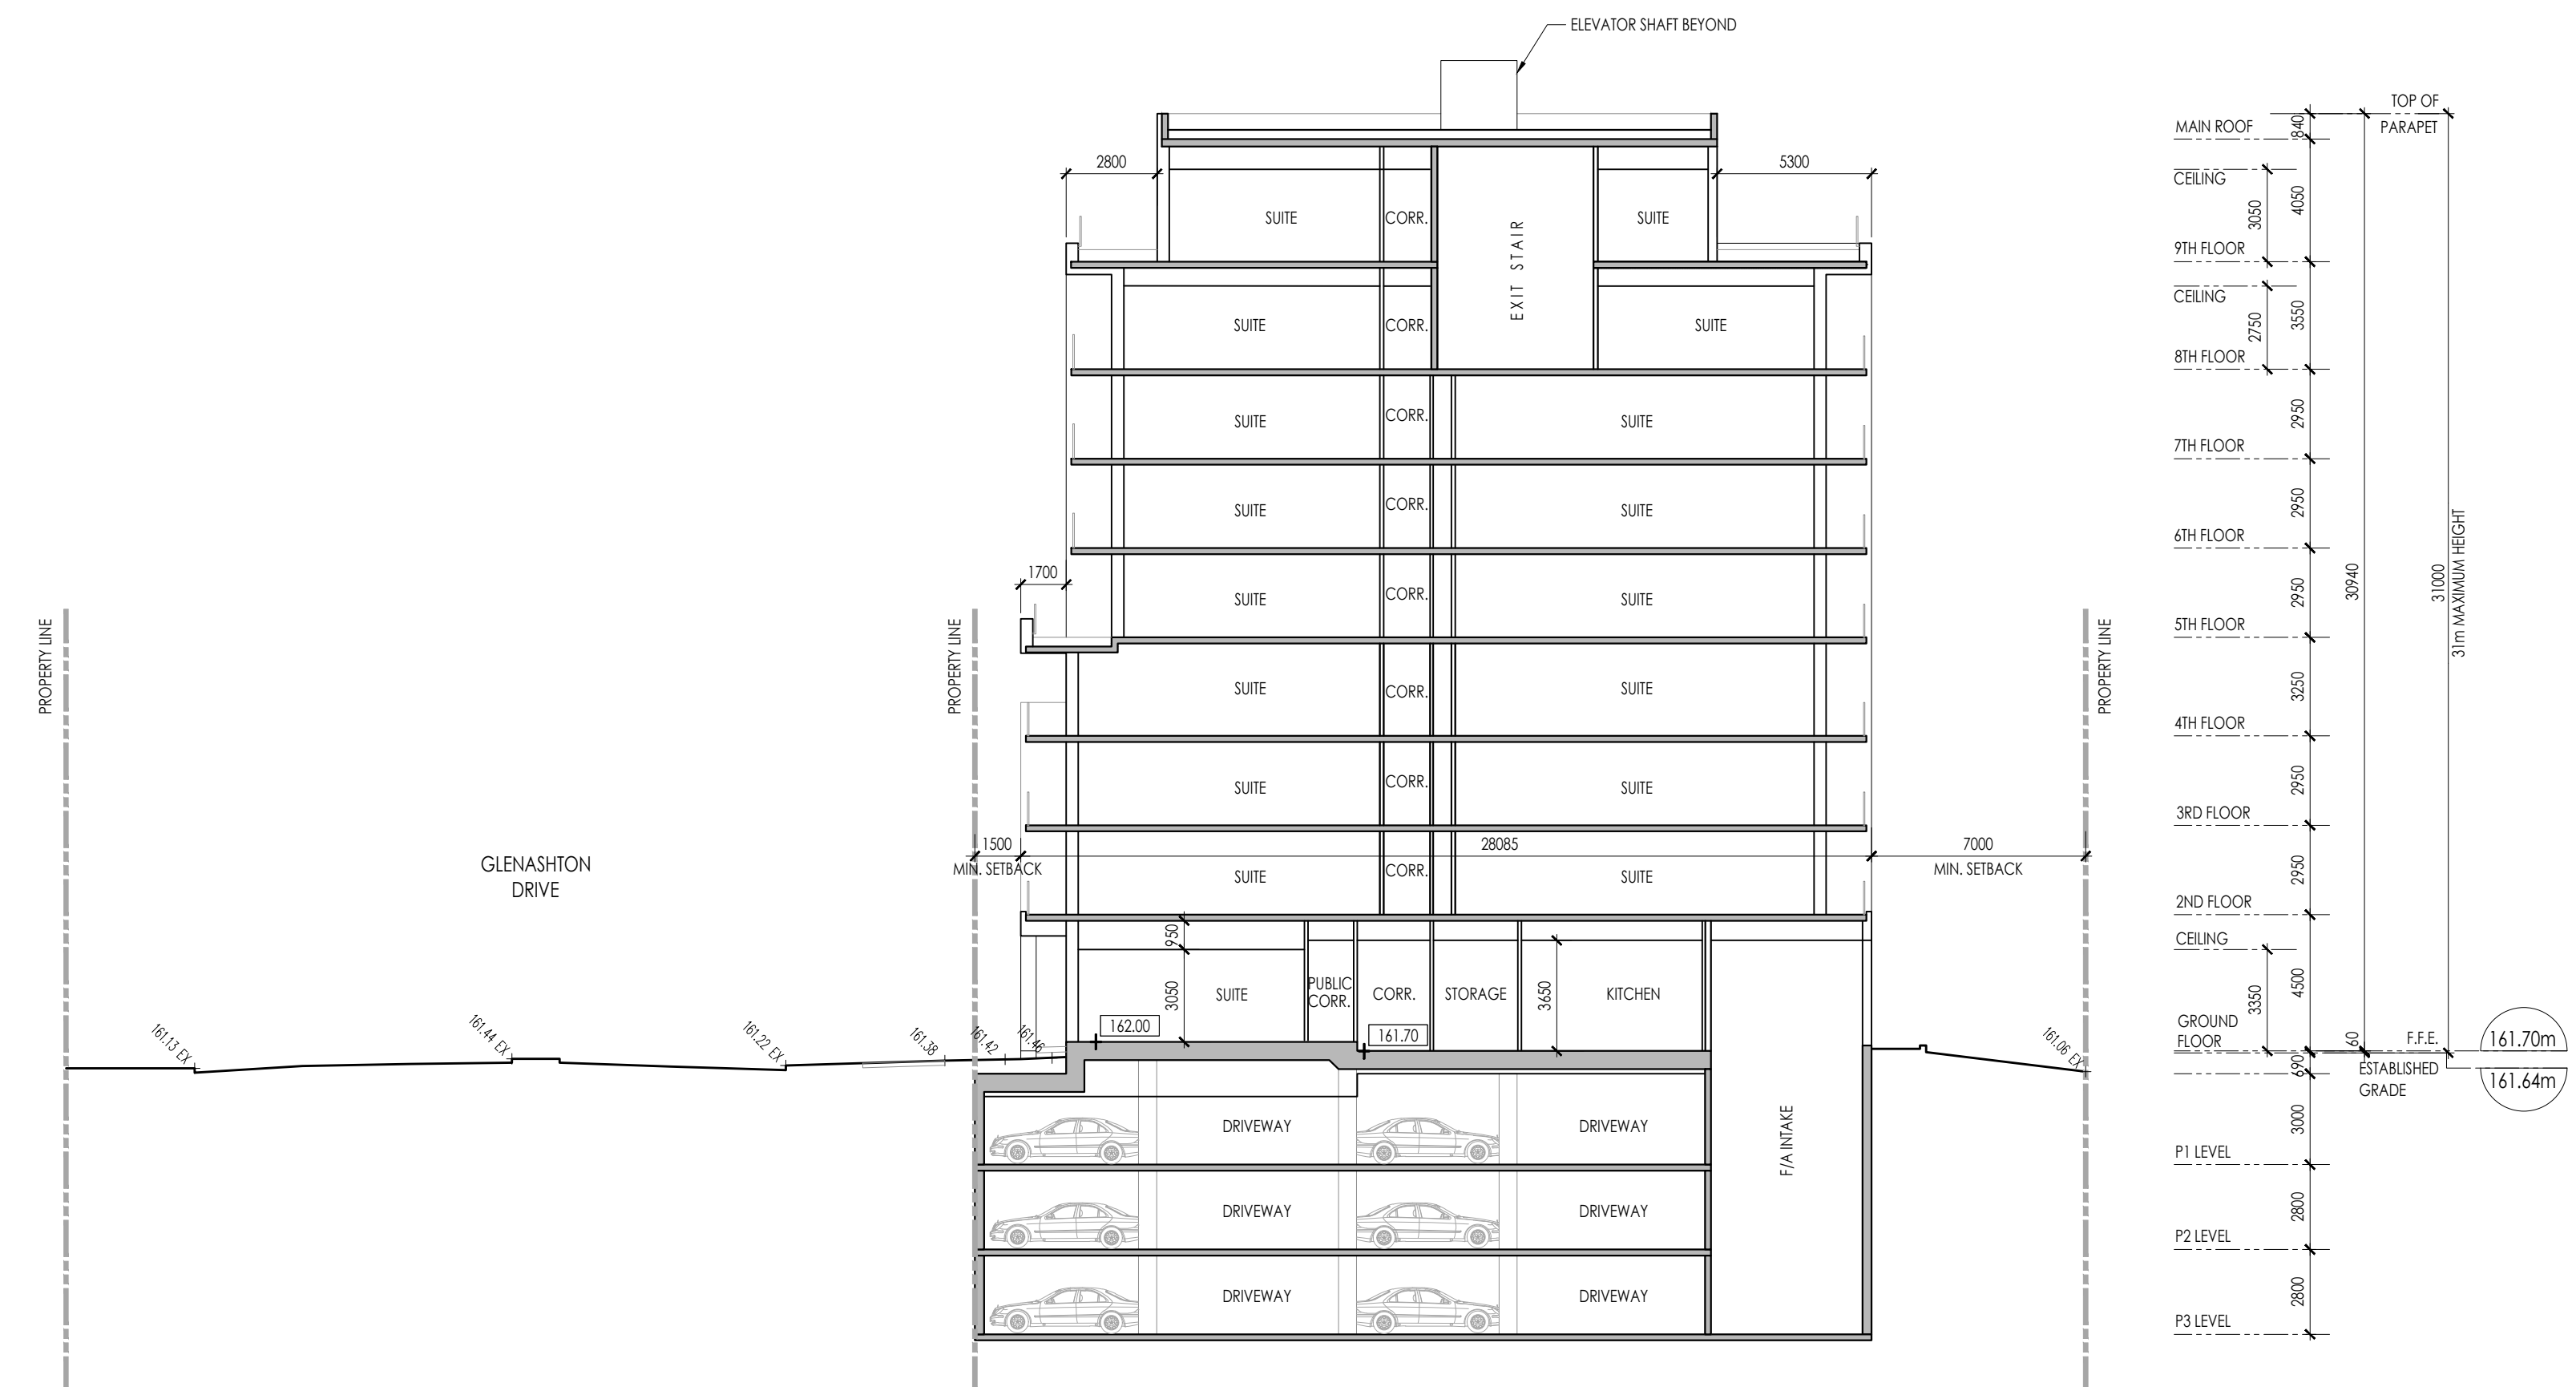 ELEVATOR SHAFT BEYOND
TOP OF
PARAPET
MAIN ROOF
840
2800
5300
CEILING
3050
4050
SUITE
CORR.
SUITE
EXIT STAIR
9TH FLOOR
CEILING
2750
3550
SUITE
CORR.
SUITE
8TH FLOOR
2950
SUITE
CORR.
SUITE
7TH FLOOR
2950
SUITE
CORR.
SUITE
6TH FLOOR
2950
1700
SUITE
CORR.
SUITE
5TH FLOOR
30940
31000
31m MAXIMUM HEIGHT
PROPERTY LINE
PROPERTY LINE
PROPERTY LINE
3250
SUITE
CORR.
SUITE
4TH FLOOR
2950
SUITE
CORR.
SUITE
3RD FLOOR
1500
MIN. SETBACK
28085
7000
MIN. SETBACK
2950
GLENASHTON
DRIVE
SUITE
CORR.
SUITE
2ND FLOOR
CEILING
950
3050
3650
3350
4500
SUITE
PUBLIC
CORR.
CORR.
STORAGE
KITCHEN
162.00
161.70
GROUND
FLOOR
60
F.F.E.
161.70m
161.13 EX
161.44 EX
161.22 EX
161.38
161.42
161.46
161.06 EX
690
ESTABLISHED
GRADE
161.64m
DRIVEWAY
DRIVEWAY
F/A INTAKE
3000
P1 LEVEL
DRIVEWAY
DRIVEWAY
2800
P2 LEVEL
DRIVEWAY
DRIVEWAY
2800
P3 LEVEL